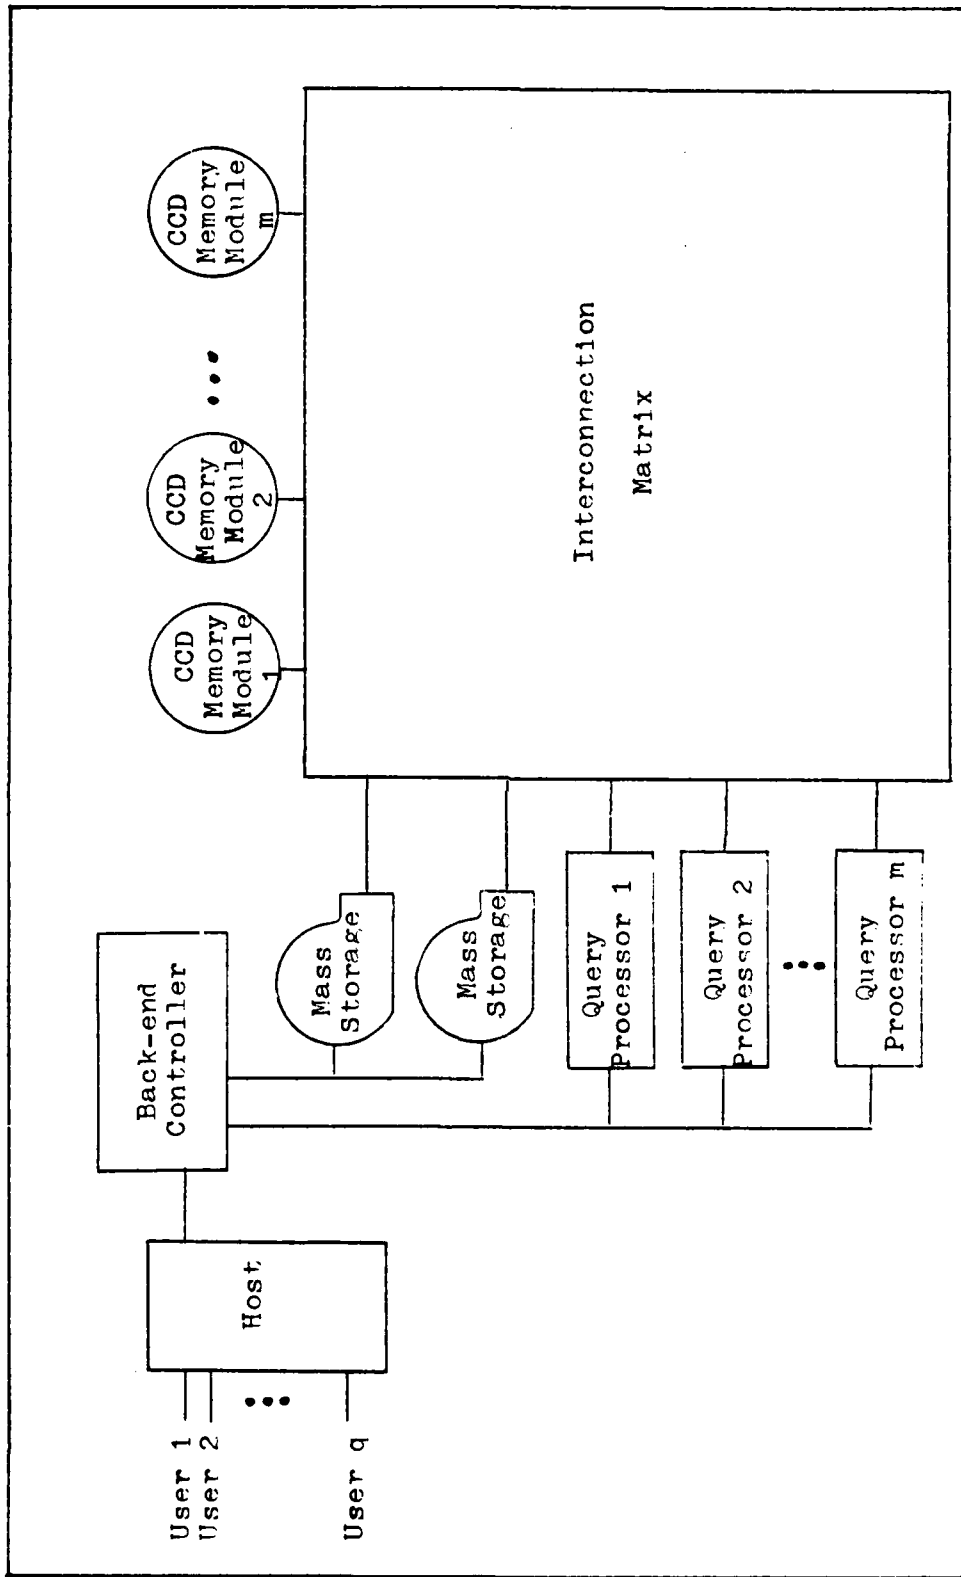 User 1
User 2
User q
Host
Back-end
Controller
Mass
Storage
Mass
Storage
Query
Processor 1
Query
Processor 2
Query
Processor m
CCD
Memory
Module
1
CCD
Memory
Module
2
CCD
Memory
Module
m
Interconnection
Matrix